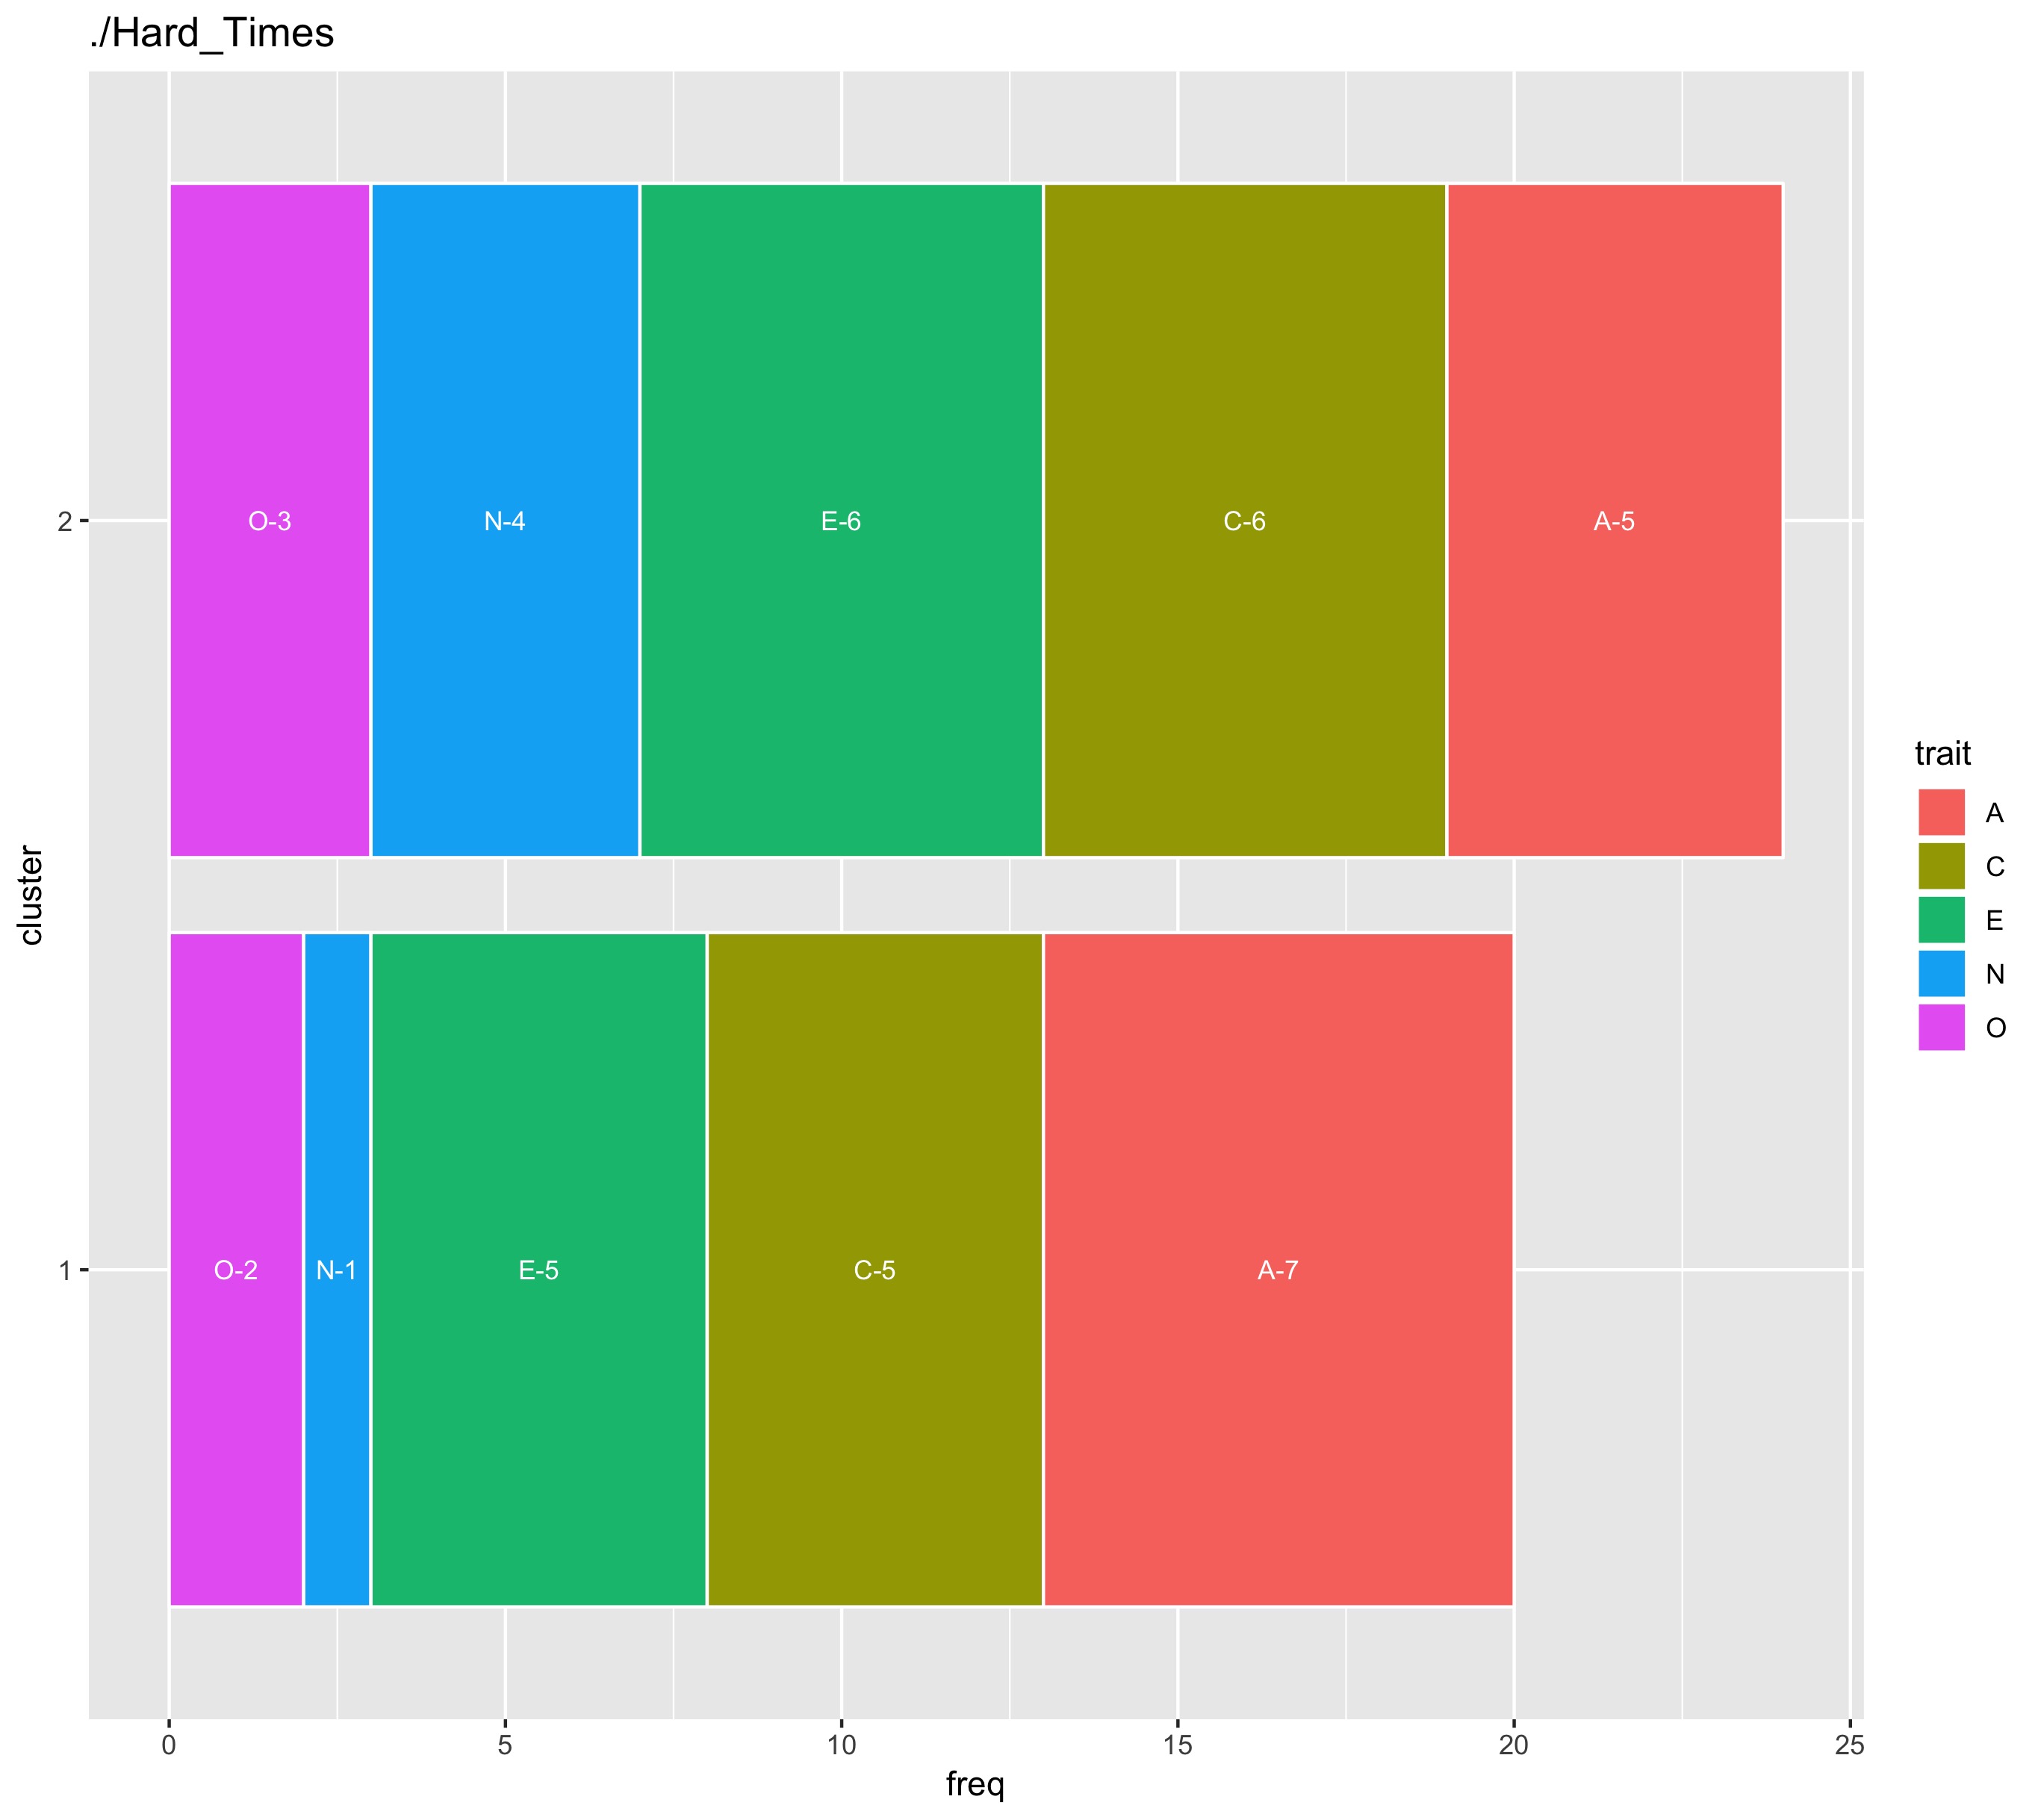 ./Hard_Times
2
O-3 N-4 E-6 C-6 A-5
cluster
1
O-2 N-1 E-5 C-5 A-7
0 5 10 15 20 25
freq
trait
A
C
E
N
O